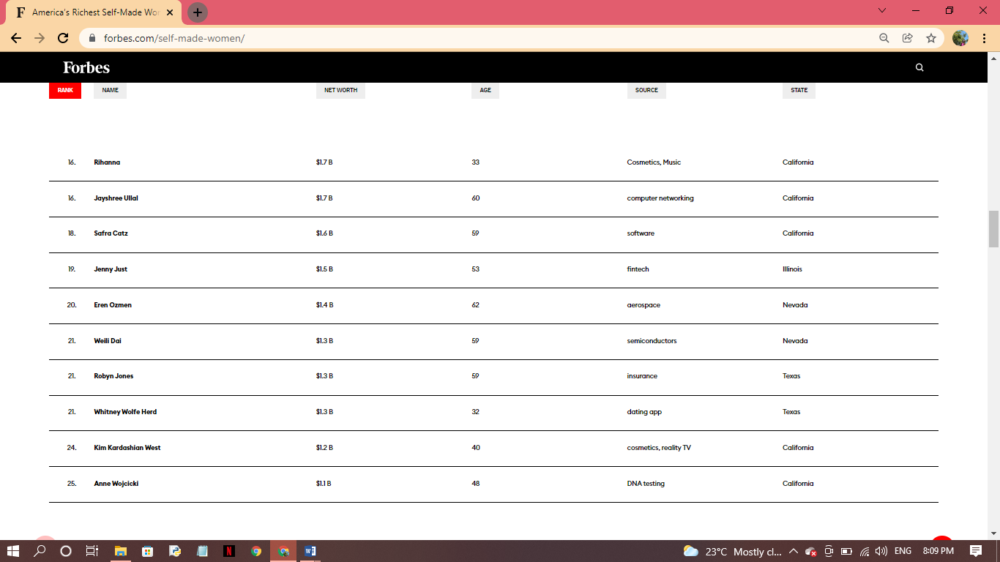 America's Richest Self-Made Wo
forbes.com/self-made-women/
Forbes
RANK NAME NET WORTH AGE SOURCE STATE
16. Rihanna $1.7 B 33 Cosmetics, Music California
16. Jayshree Ullal $1.7 B 60 computer networking California
18. Safra Catz $1.6 B 59 software California
19. Jenny Just $1.5 B 53 fintech Illinois
20. Eren Ozmen $1.4 B 62 aerospace Nevada
21. Weili Dai $1.3 B 59 semiconductors Nevada
21. Robyn Jones $1.3 B 59 insurance Texas
21. Whitney Wolfe Herd $1.3 B 32 dating app Texas
24. Kim Kardashian West $1.2 B 40 cosmetics, reality TV California
25. Anne Wojcicki $1.1 B 48 DNA testing California
23°C Mostly cl... ENG 8:09 PM